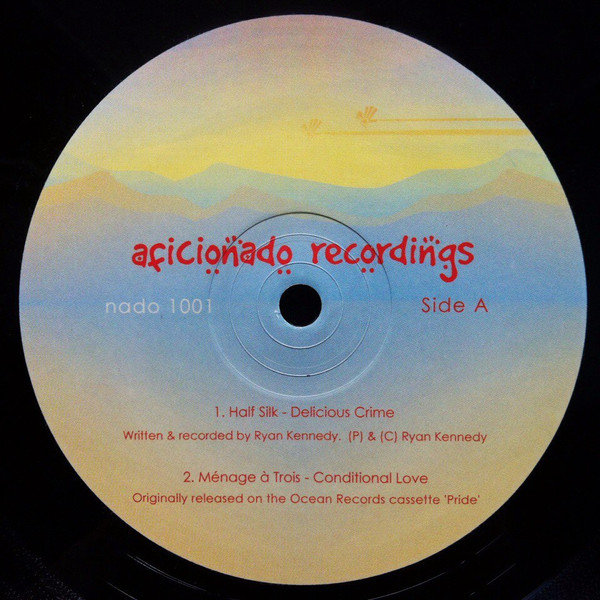 aficionado recordings
nado 1001 Side A
1. Half Silk - Delicious Crime
Written & recorded by Ryan Kennedy. (P) & (C) Ryan Kennedy
2. Ménage à Trois - Conditional Love
Originally released on the Ocean Records cassette 'Pride'